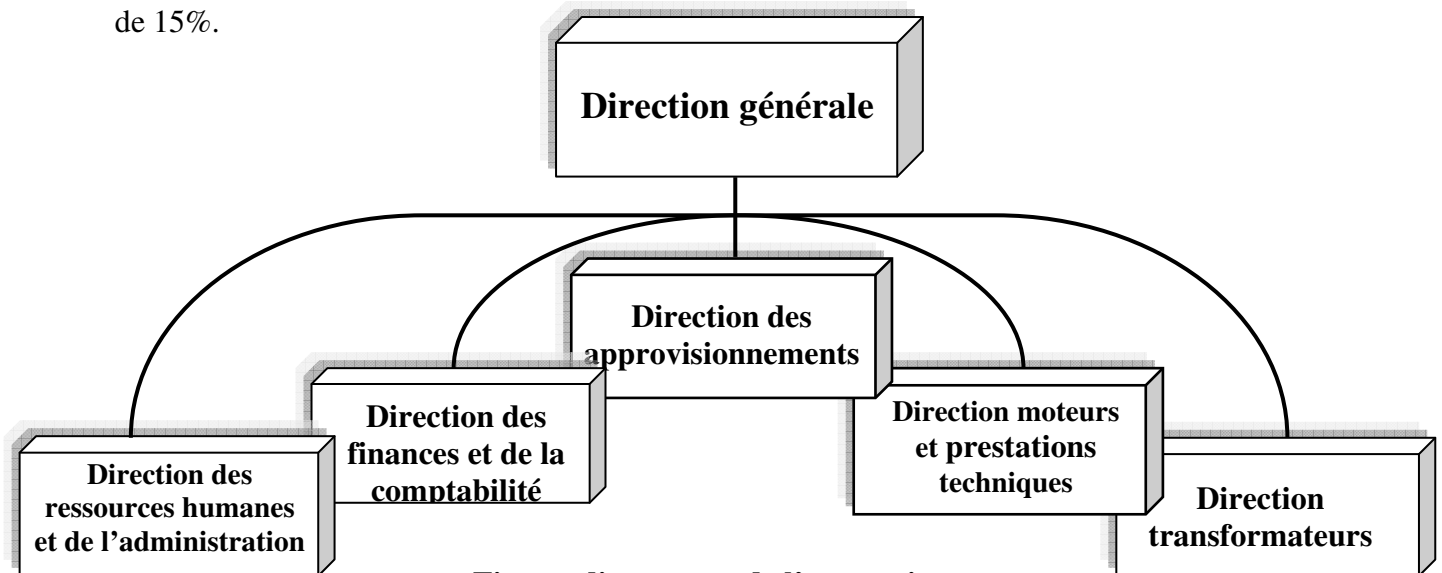 de 15%.
Direction générale
Direction des
approvisionnements
Direction des
finances et de la
comptabilité
Direction moteurs
et prestations
techniques
Direction des
ressources humaines
et de l'administration
Direction
transformateurs